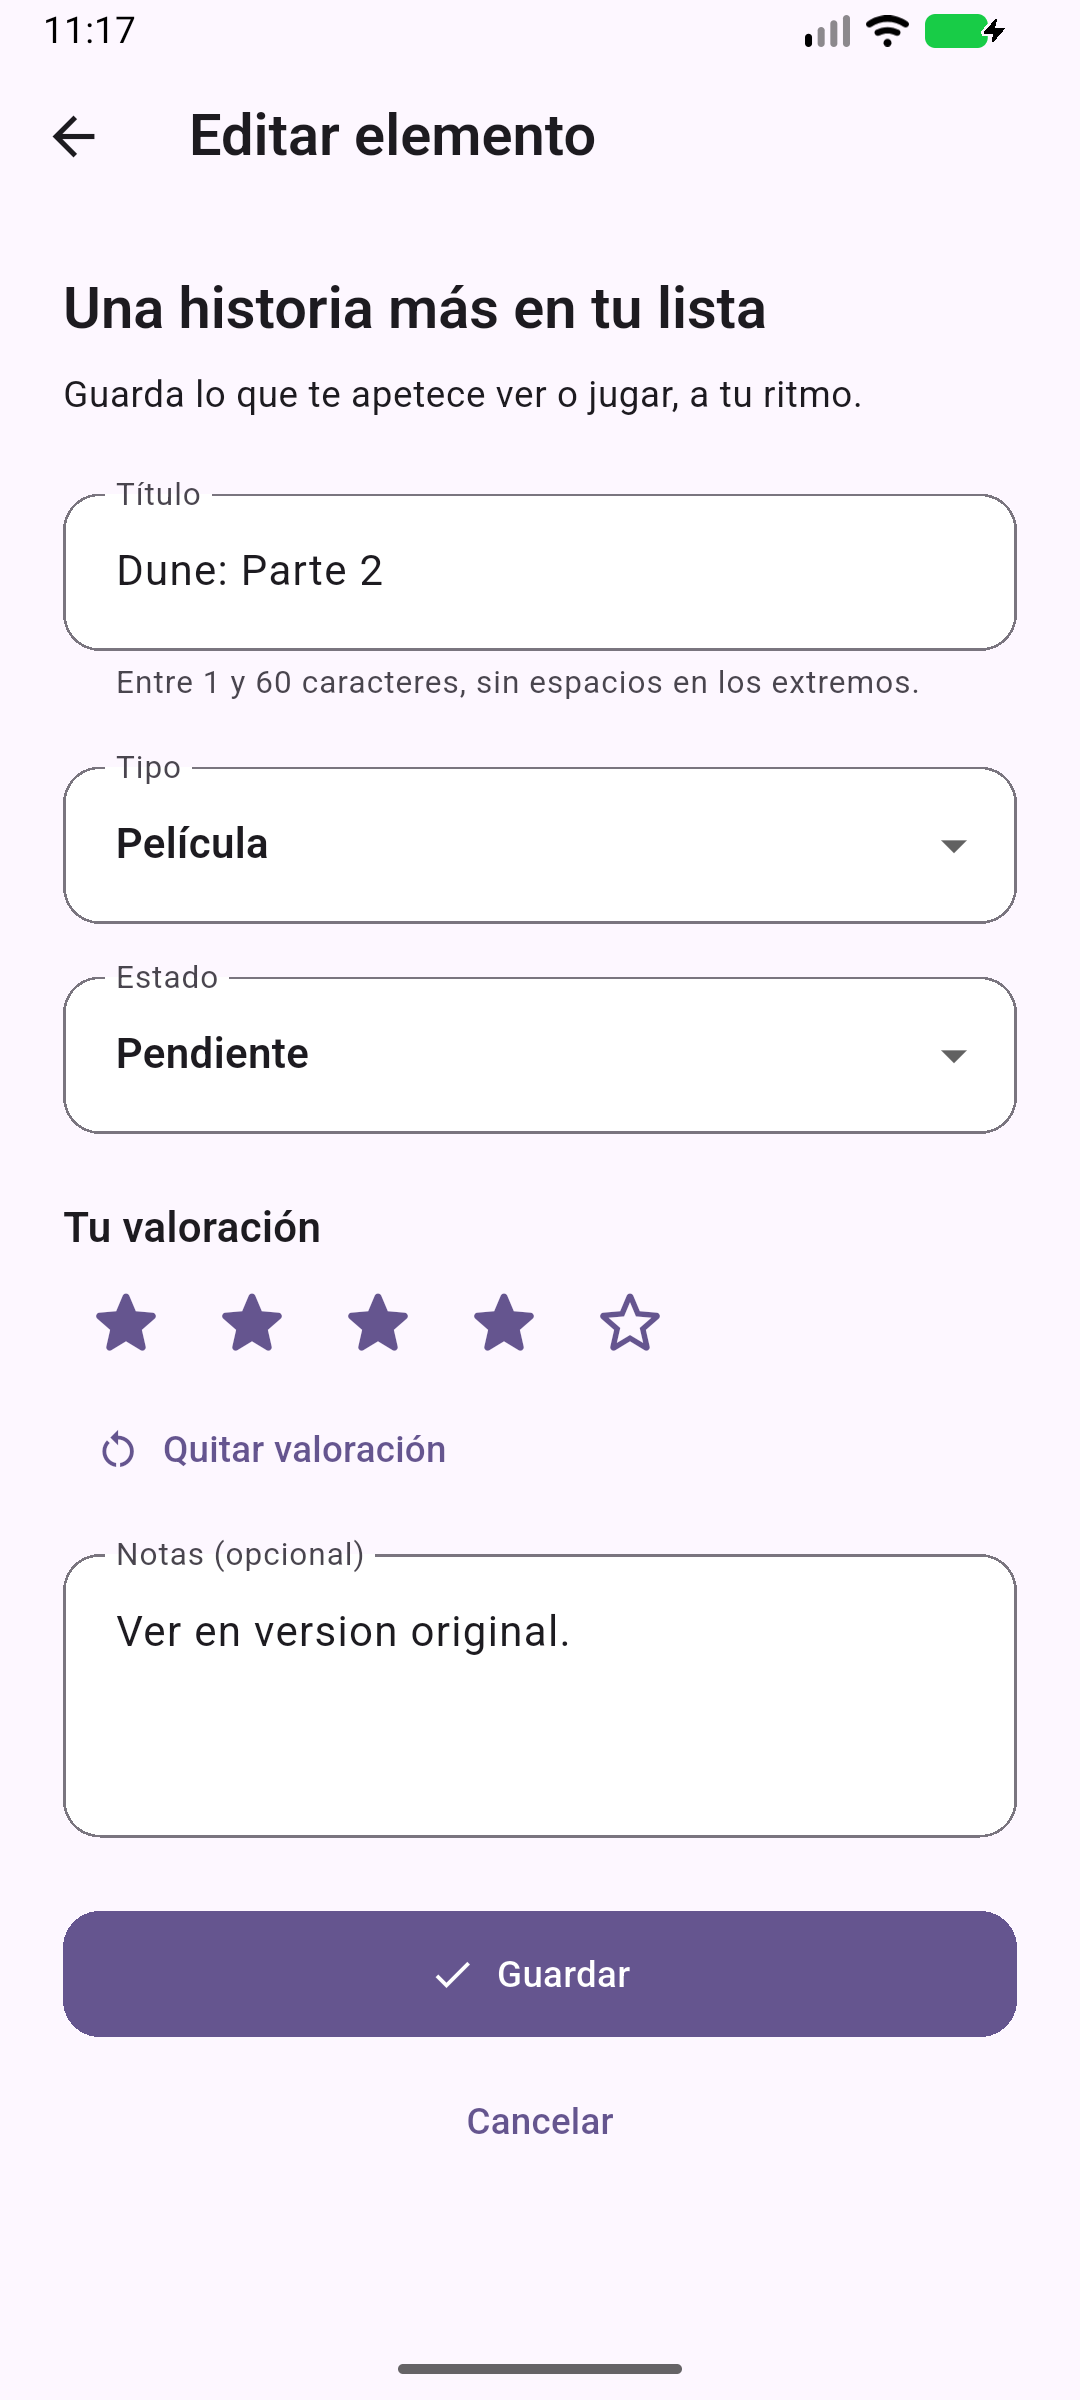 11:17
Editar elemento
Una historia más en tu lista
Guarda lo que te apetece ver o jugar, a tu ritmo.
Título
Dune: Parte 2
Entre 1 y 60 caracteres, sin espacios en los extremos.
Tipo
Película
Estado
Pendiente
Tu valoración
Quitar valoración
Notas (opcional)
Ver en version original.
Guardar
Cancelar